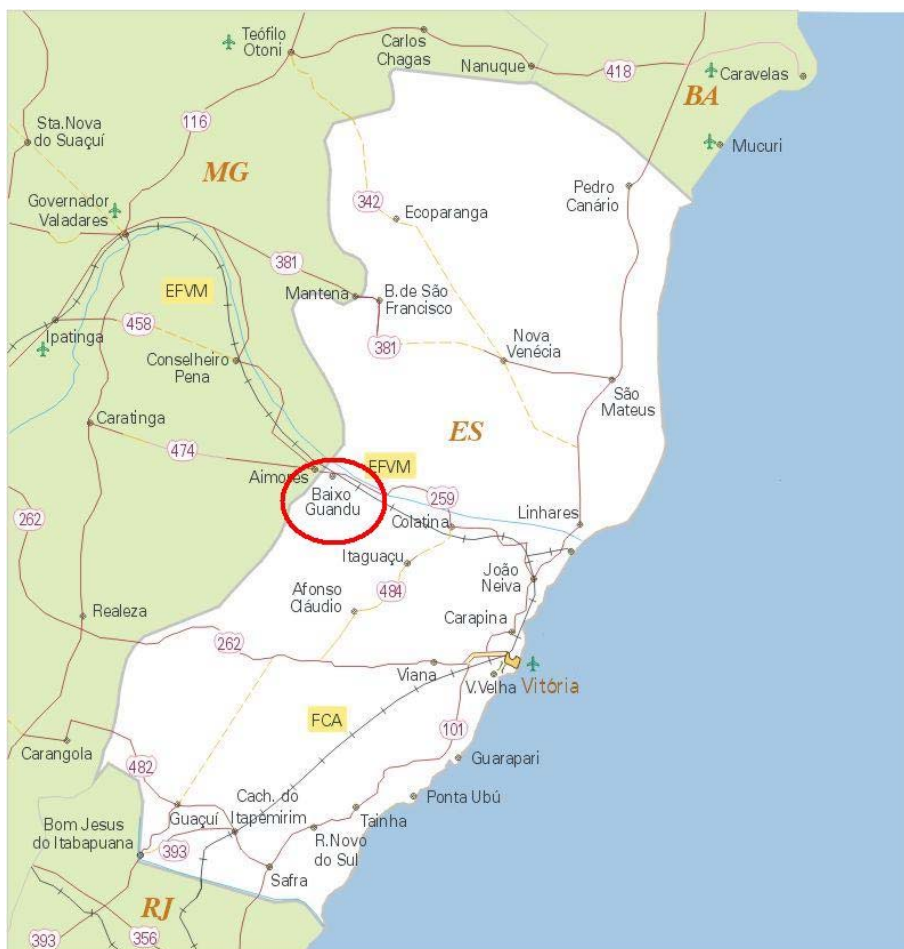 Teófilo
Otoni
Carlos
Chagas
Nanuque
418
Caravelas
BA
Mucuri
Sta.Nova
do Suaçuí
116
MG
Pedro
Canário
Governador
Valadares
342
Ecoparanga
381
EFVM
Mantena
B.de São
Francisco
Ipatinga
458
381
Nova
Venécia
Conselheiro
Pena
São
Mateus
Caratinga
ES
474
Aimores
EFVM
Baixo
Guandu
259
Colatina
Linhares
262
Itaguaçu
João
Neiva
Afonso
Cláudio
484
Realeza
Carapina
262
Viana
V.Velha
Vitória
FCA
101
Carangola
482
Guarapari
Cach. do
Itapemirim
Ponta Ubú
Guaçuí
Tainha
Bom Jesus
do Itabapuana
R.Novo
do Sul
393
Safra
RJ
393
356